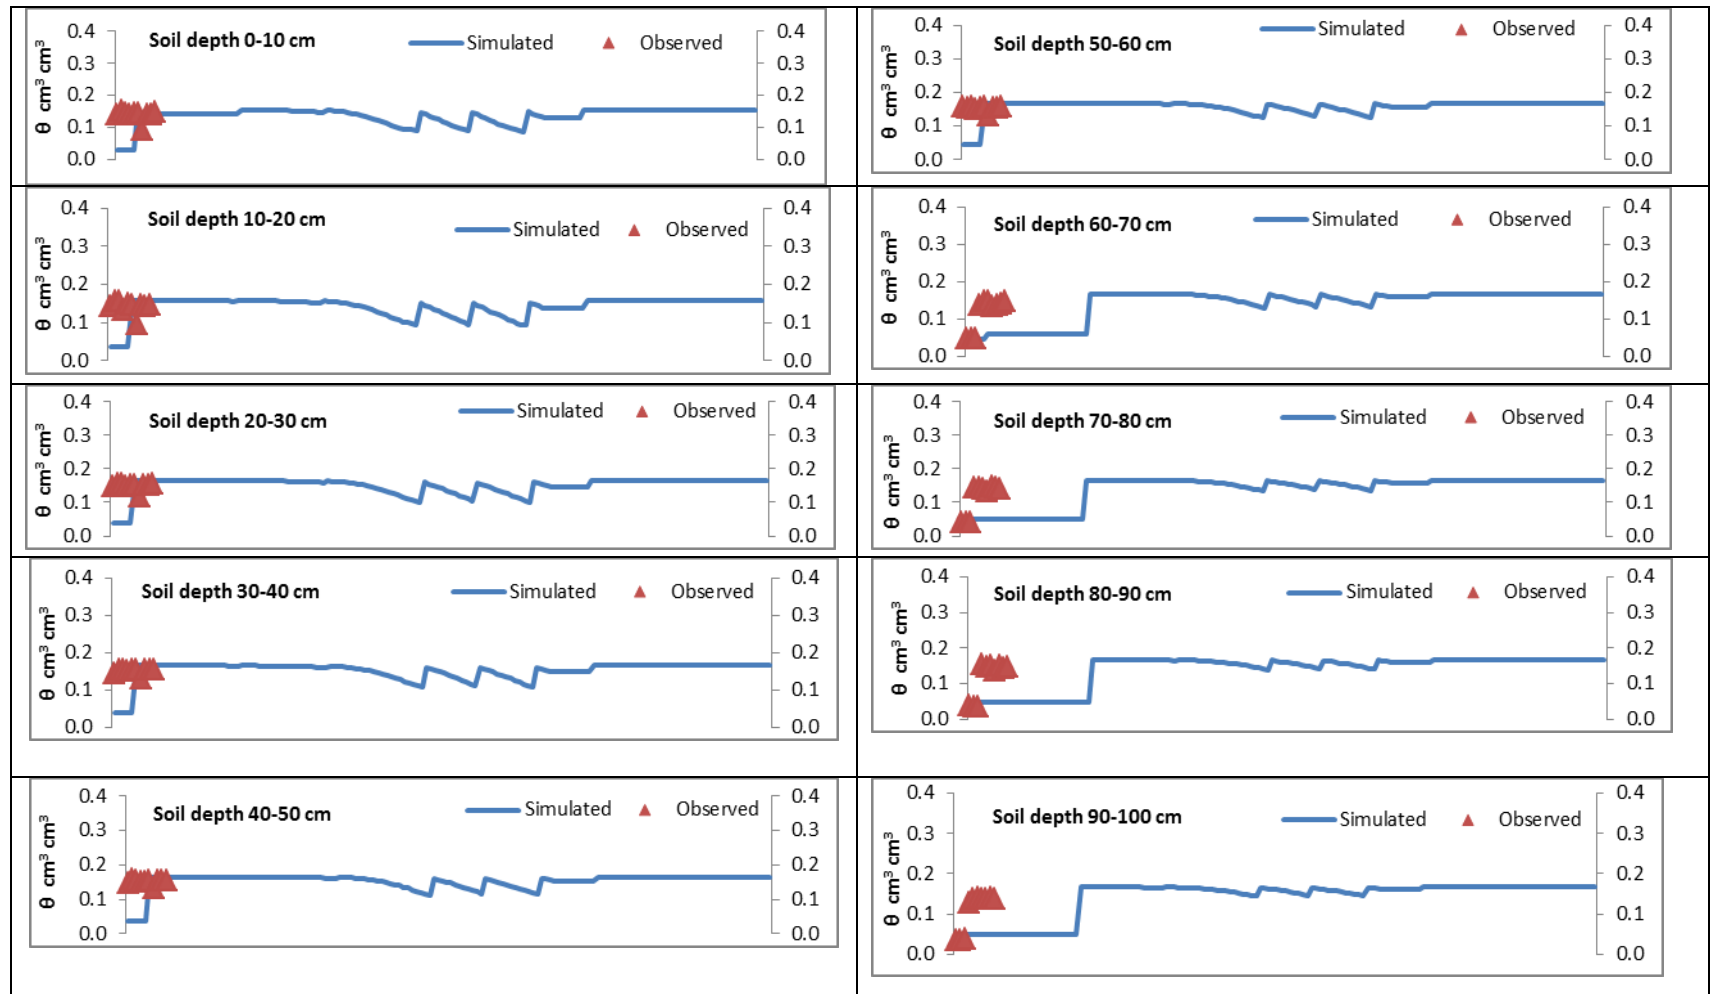 Soil depth 0-10 cm
Simulated
Observed
θ cm³ cm³
0.4
0.3
0.2
0.1
0.0
0.4
0.3
0.2
0.1
0.0
Soil depth 50-60 cm
Simulated
Observed
θ cm³ cm³
0.4
0.3
0.2
0.1
0.0
0.4
0.3
0.2
0.1
0.0
Soil depth 10-20 cm
Simulated
Observed
θ cm³ cm³
0.4
0.3
0.2
0.1
0.0
0.4
0.3
0.2
0.1
0.0
Soil depth 60-70 cm
Simulated
Observed
θ cm³ cm³
0.4
0.3
0.2
0.1
0.0
0.4
0.3
0.2
0.1
0.0
Soil depth 20-30 cm
Simulated
Observed
θ cm³ cm³
0.4
0.3
0.2
0.1
0.0
0.4
0.3
0.2
0.1
0.0
Soil depth 70-80 cm
Simulated
Observed
θ cm³ cm³
0.4
0.3
0.2
0.1
0.0
0.4
0.3
0.2
0.1
0.0
Soil depth 30-40 cm
Simulated
Observed
θ cm³ cm³
0.4
0.3
0.2
0.1
0.0
0.4
0.3
0.2
0.1
0.0
Soil depth 80-90 cm
Simulated
Observed
θ cm³ cm³
0.4
0.3
0.2
0.1
0.0
0.4
0.3
0.2
0.1
0.0
Soil depth 40-50 cm
Simulated
Observed
θ cm³ cm³
0.4
0.3
0.2
0.1
0.0
0.4
0.3
0.2
0.1
0.0
Soil depth 90-100 cm
Simulated
Observed
θ cm³ cm³
0.4
0.3
0.2
0.1
0.0
0.4
0.3
0.2
0.1
0.0